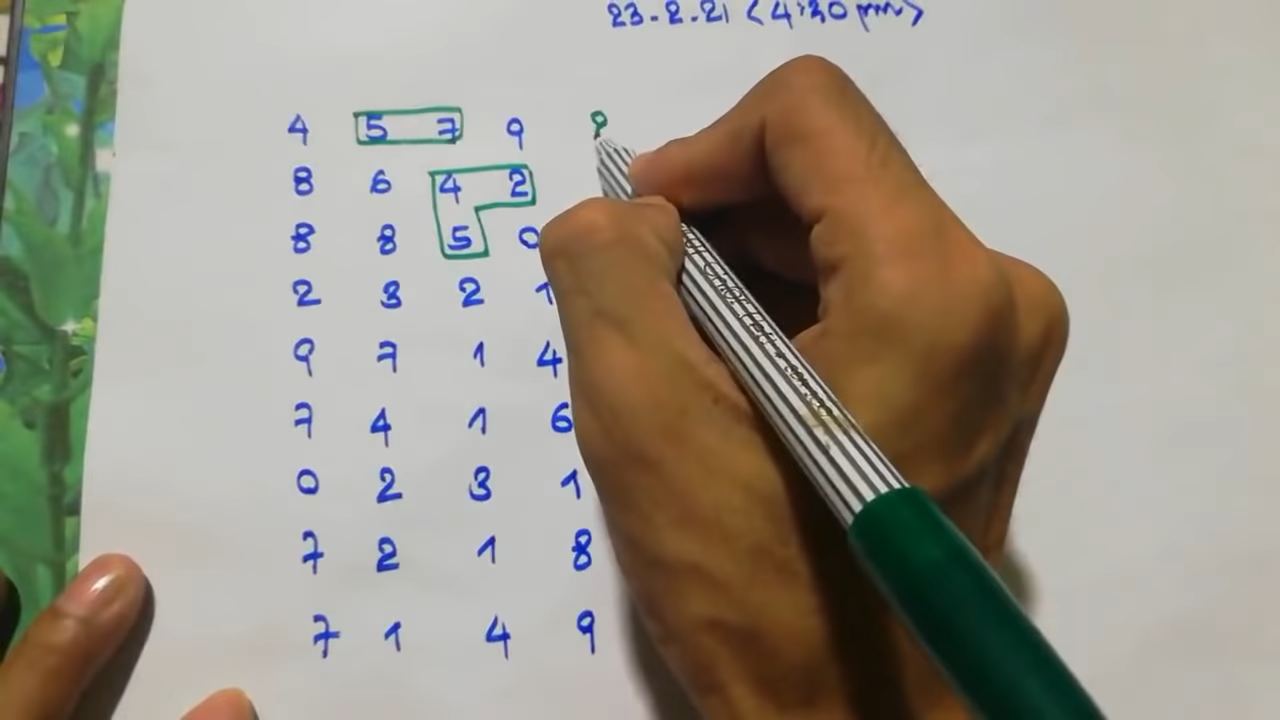 23-2-21 (4:30 pm)
4 5 7 9 9
8 6 4 2
8 8 5 0
2 3 2 1
9 7 1 4
7 4 1 6
0 2 3 1
7 2 1 8
7 1 4 9